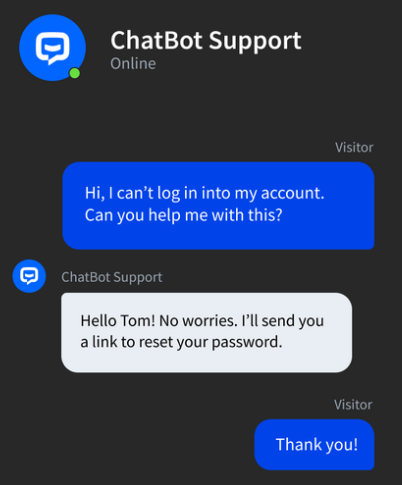 ChatBot Support
Online
Visitor
Hi, I can’t log in into my account.
Can you help me with this?
ChatBot Support
Hello Tom! No worries. I’ll send you
a link to reset your password.
Visitor
Thank you!